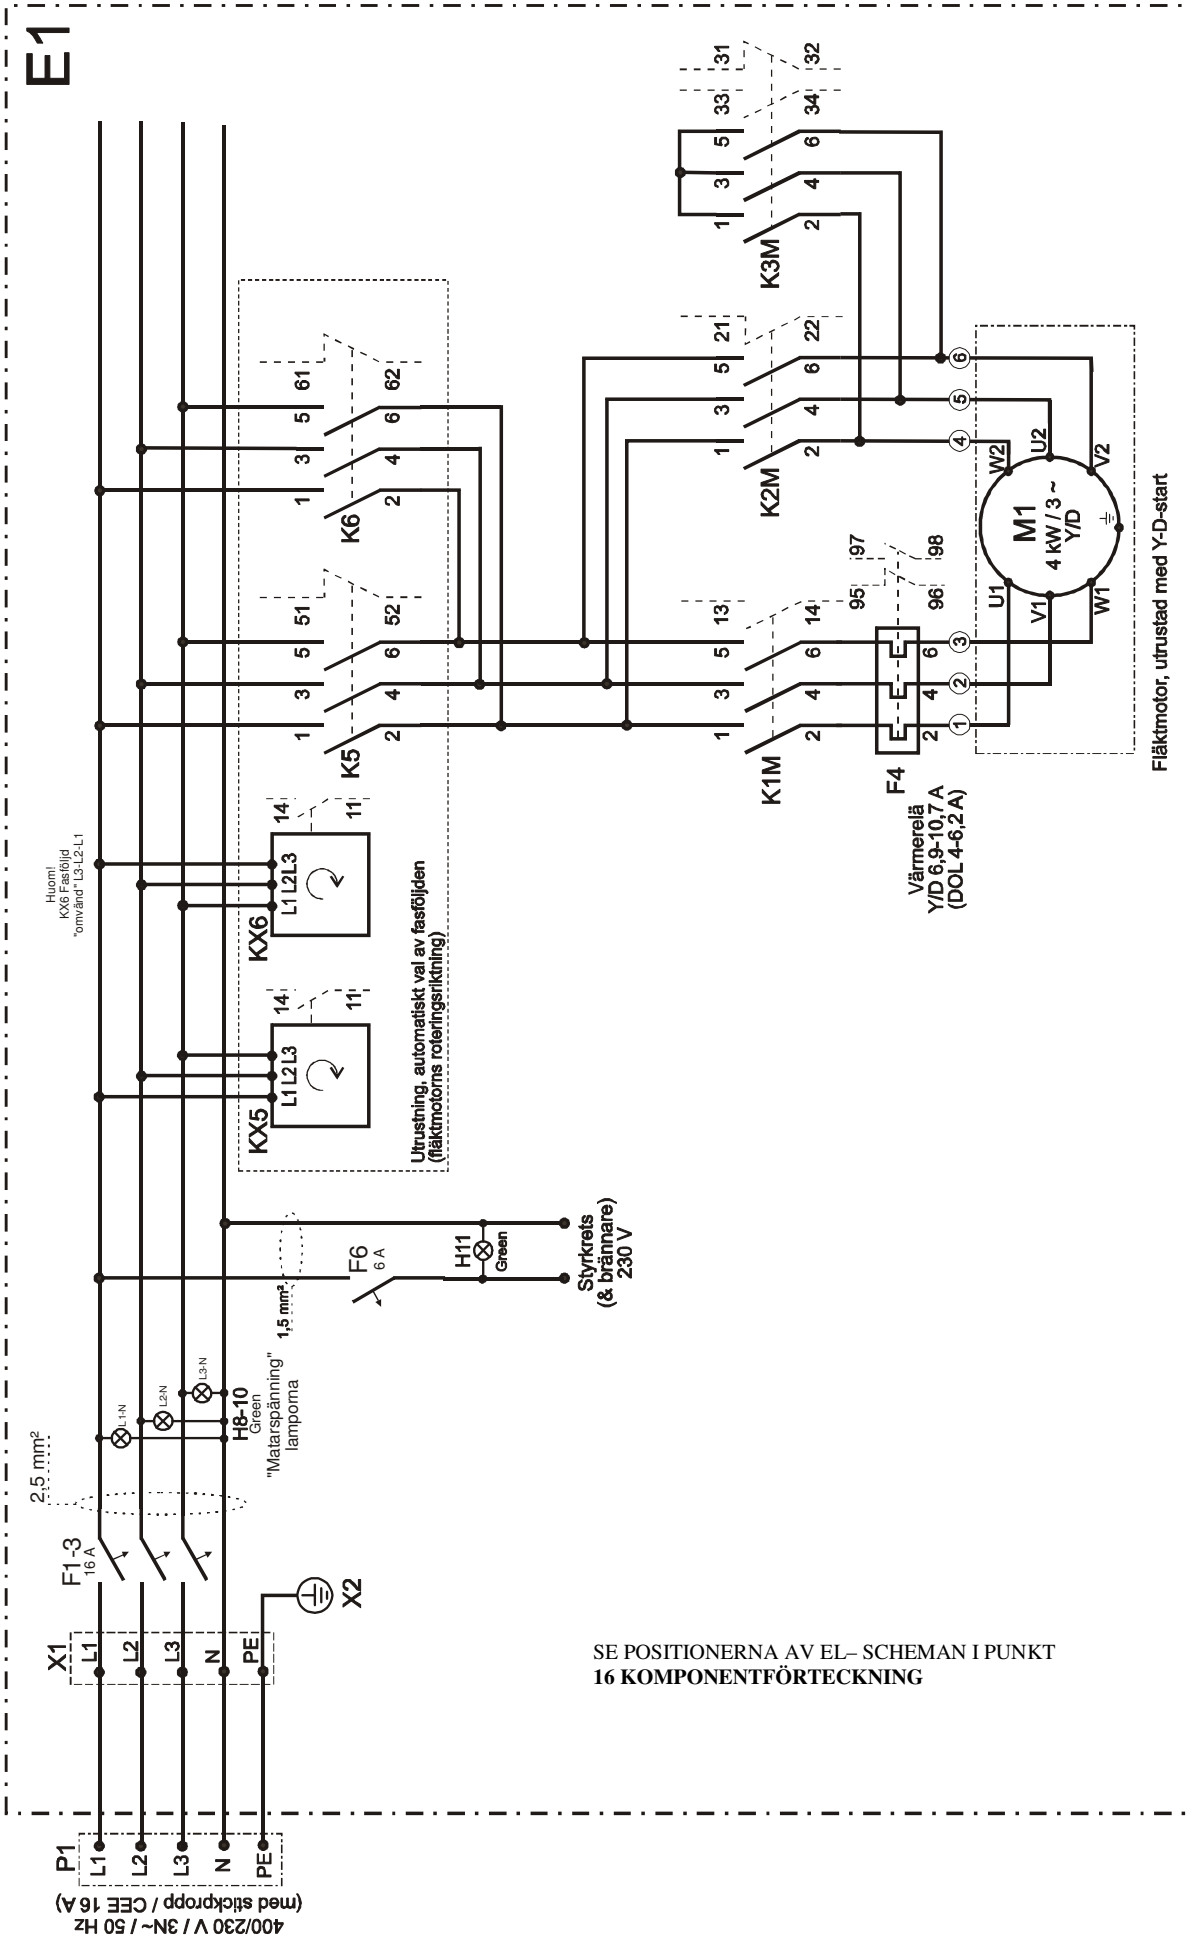 E1
P1
L1
L2
L3
N
PE
400/230 V / 3N~ / 50 Hz
(med stickpropp / CEE 16 A)
X1
L1
L2
L3
N
PE
X2
F1-3
16 A
2,5 mm²
L1-N
L2-N
L3-N
H8-10
Green
"Matarspänning"
lamporna
1,5 mm²
F6
6 A
H11
Green
Styrkrets
(& brännare)
230 V
Huom!
KX6 Fasföljd
"omvänd" L3-L2-L1
KX5
L1 L2 L3
14
11
KX6
L1 L2 L3
14
11
Utrustning, automatiskt val av fasföljden
(fläktmotorns roteringsriktning)
K5
1 3 5 51
2 4 6 52
K6
1 3 5 61
2 4 6 62
K1M
1 3 5 13
2 4 6 14
K2M
1 3 5 21
2 4 6 22
K3M
1 3 5 33 31
2 4 6 34 32
F4
95 97
96 98
2 4 6
Värmerelä
Y/D 6,9-10,7 A
(DOL 4-6,2 A)
1 2 3 4 5 6
U1
V1
W1
W2
U2
V2
M1
4 kW / 3 ~
Y/D
Fläktmotor, utrustad med Y-D-start
SE POSITIONERNA AV EL– SCHEMAN I PUNKT
16 KOMPONENTFÖRTECKNING